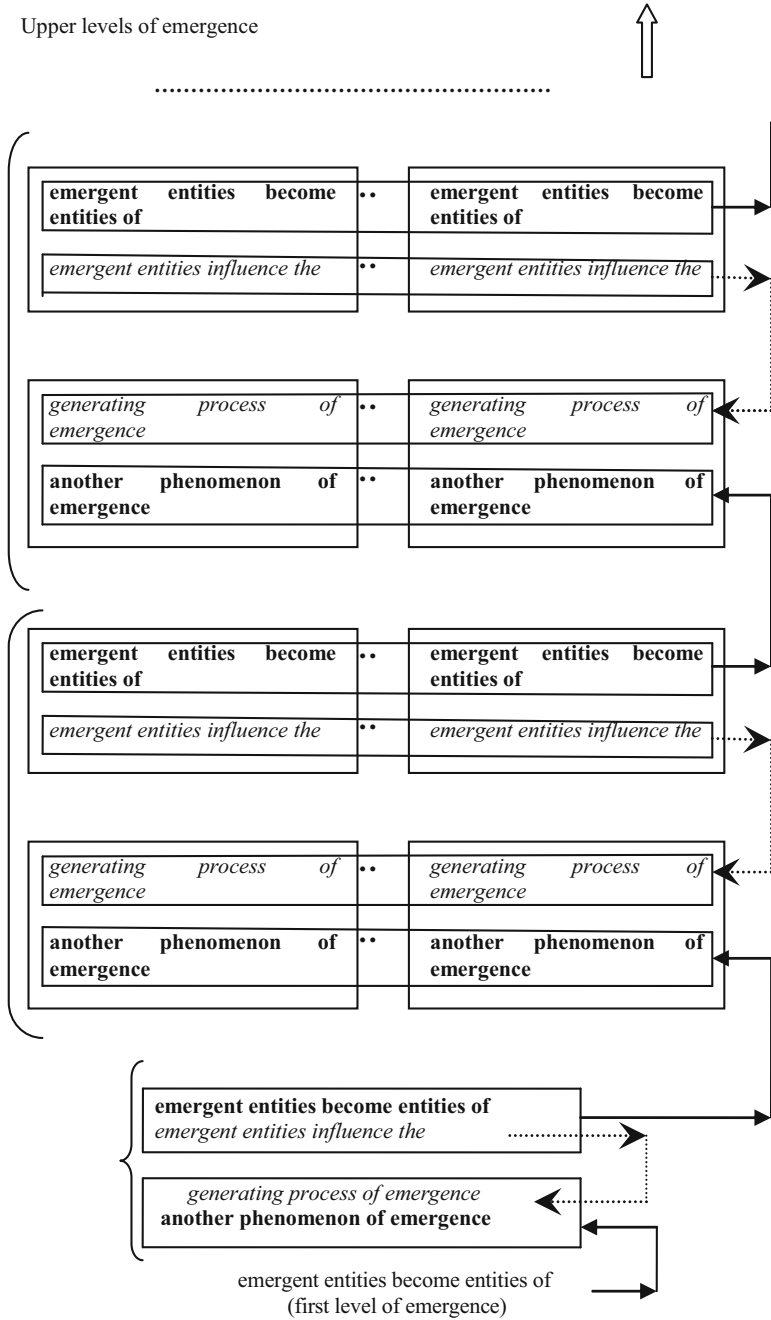 Upper levels of emergence
........................................................
emergent entities become .. emergent entities become
entities of entities of
emergent entities influence the .. emergent entities influence the
generating process of .. generating process of
emergence emergence
another phenomenon of .. another phenomenon of
emergence emergence
emergent entities become .. emergent entities become
entities of entities of
emergent entities influence the .. emergent entities influence the
generating process of .. generating process of
emergence emergence
another phenomenon of .. another phenomenon of
emergence emergence
emergent entities become entities of
emergent entities influence the
generating process of emergence
another phenomenon of emergence
emergent entities become entities of
(first level of emergence)